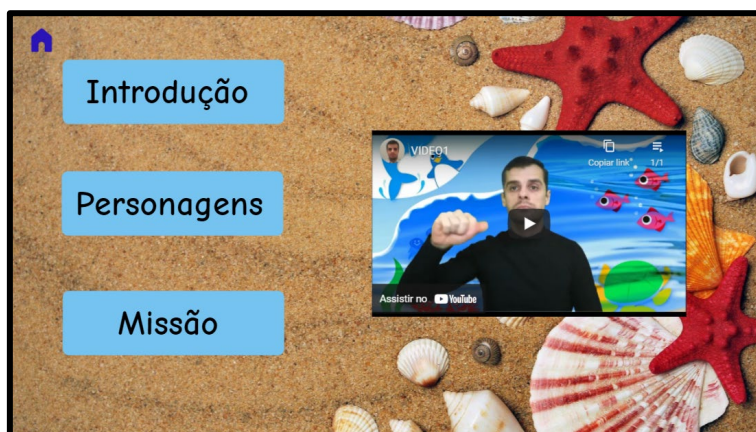 Introdução
Personagens
Missão
VIDEO1
Copiar link
1/1
Assistir no YouTube